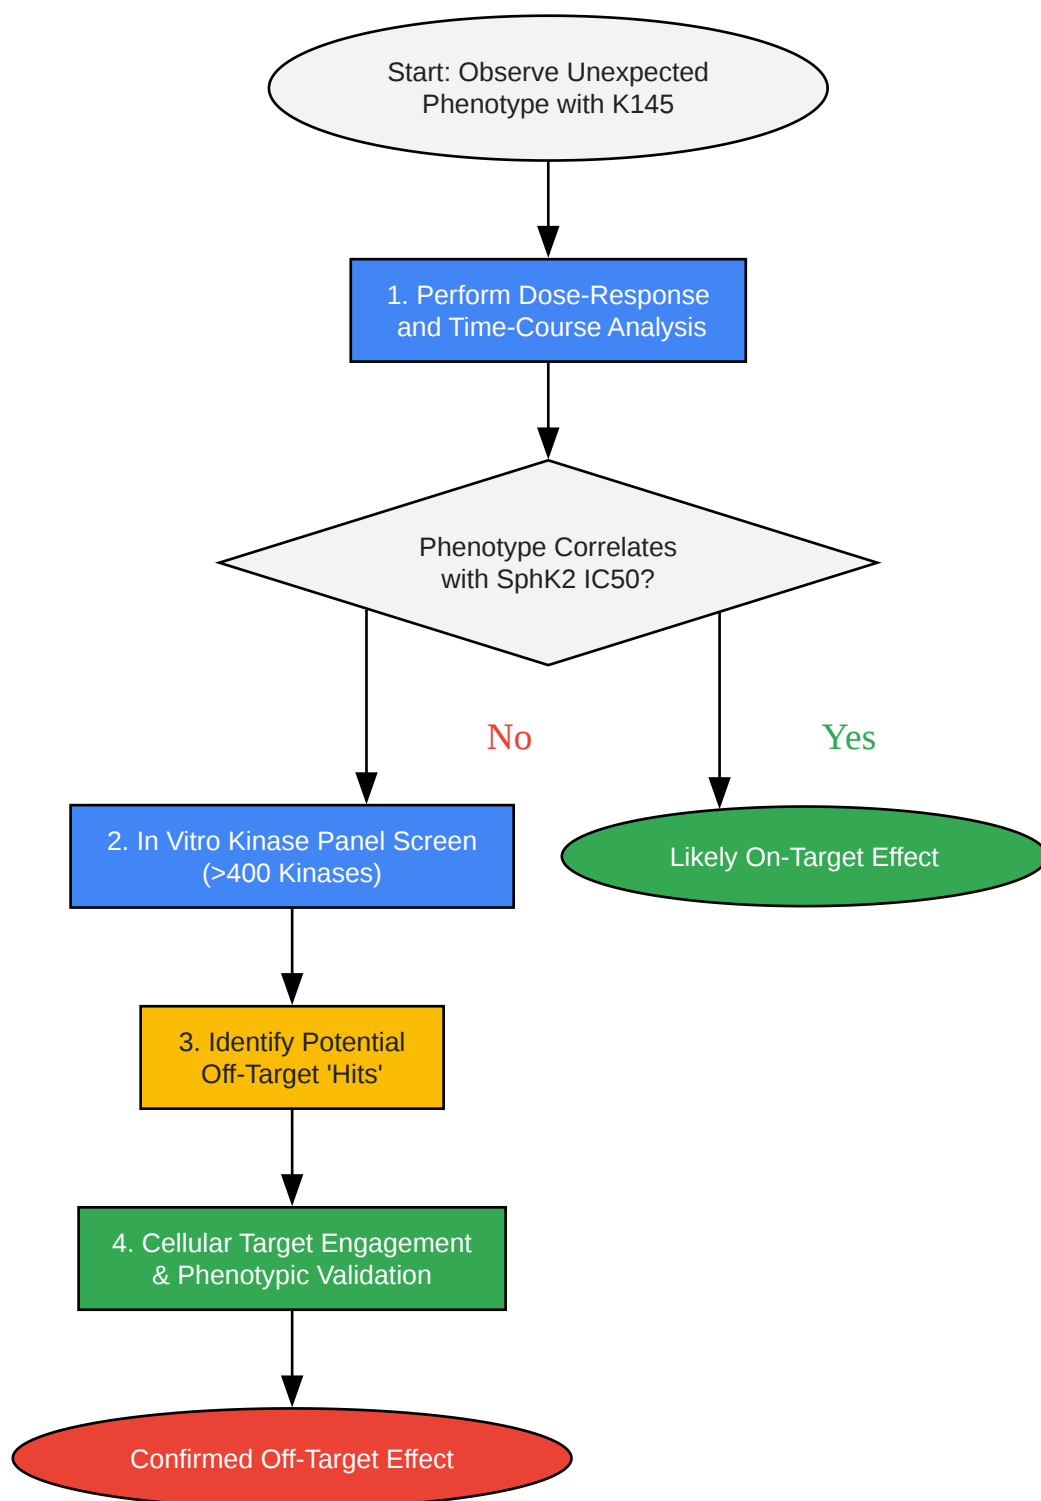 Start: Observe Unexpected
Phenotype with K145
1. Perform Dose-Response
and Time-Course Analysis
Phenotype Correlates
with SphK2 IC50?
No
Yes
2. In Vitro Kinase Panel Screen
(>400 Kinases)
Likely On-Target Effect
3. Identify Potential
Off-Target 'Hits'
4. Cellular Target Engagement
& Phenotypic Validation
Confirmed Off-Target Effect